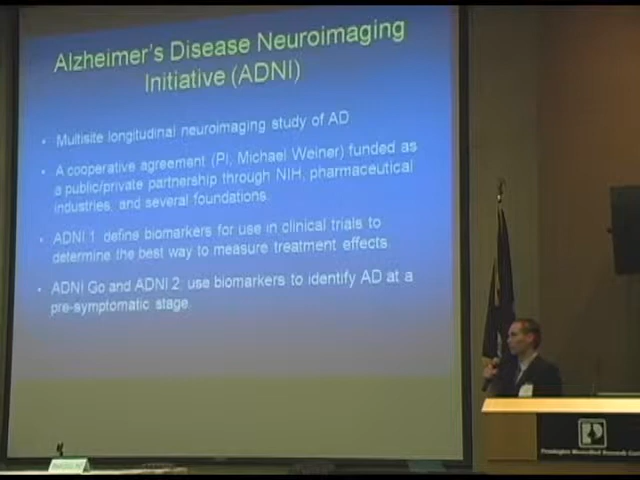 Alzheimer's Disease Neuroimaging
Initiative (ADNI)
• Multisite longitudinal neuroimaging study of AD
• A cooperative agreement (PI, Michael Weiner) funded as
a public/private partnership through NIH, pharmaceutical
industries, and several foundations.
• ADNI 1: define biomarkers for use in clinical trials to
determine the best way to measure treatment effects.
• ADNI Go and ADNI 2: use biomarkers to identify AD at a
pre-symptomatic stage.
Pennington Biomedical Research